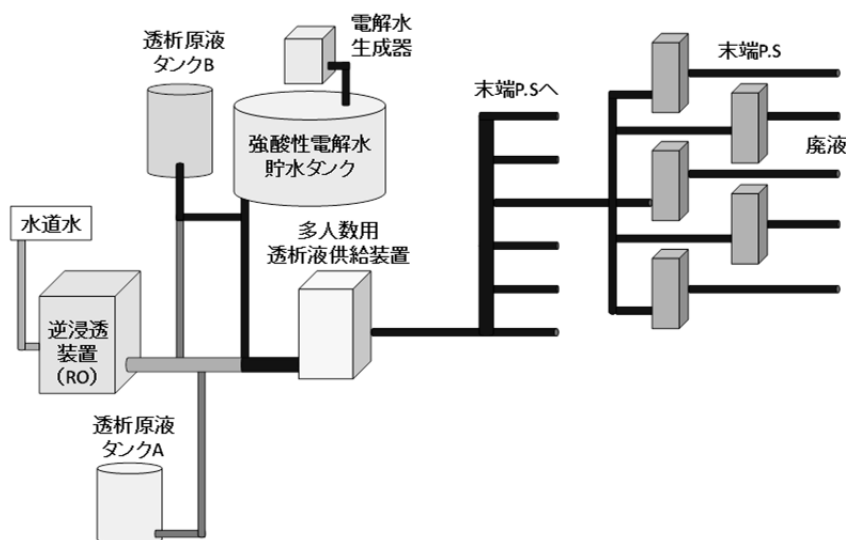 電解水
生成器
透析原液
タンクB
末端P.S
末端P.Sへ
強酸性電解水
貯水タンク
廃液
水道水
多人数用
透析液供給装置
逆浸透
装置
（RO）
透析原液
タンクA